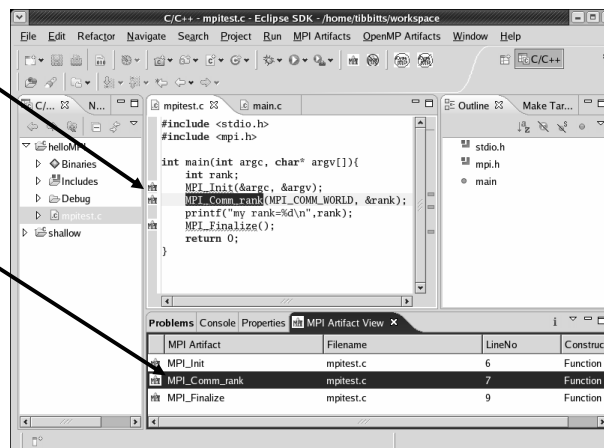 C/C++ - mpitest.c - Eclipse SDK - /home/tibbitts/workspace
File Edit Refactor Navigate Search Project Run MPI Artifacts OpenMP Artifacts Window Help
C/C++
C/... N...
mpitest.c main.c
Outline Make Tar...
helloMPI
Binaries
Includes
Debug
mpitest.c
shallow
#include <stdio.h>
#include <mpi.h>
int main(int argc, char* argv[]){
int rank;
MPI_Init(&argc, &argv);
MPI_Comm_rank(MPI_COMM_WORLD, &rank);
printf("my rank=%d\n",rank);
MPI_Finalize();
return 0;
}
stdio.h
mpi.h
main
Problems Console Properties MPI Artifact View
MPI Artifact Filename LineNo Construc
MPI_Init mpitest.c 6 Function
MPI_Comm_rank mpitest.c 7 Function
MPI_Finalize mpitest.c 9 Function